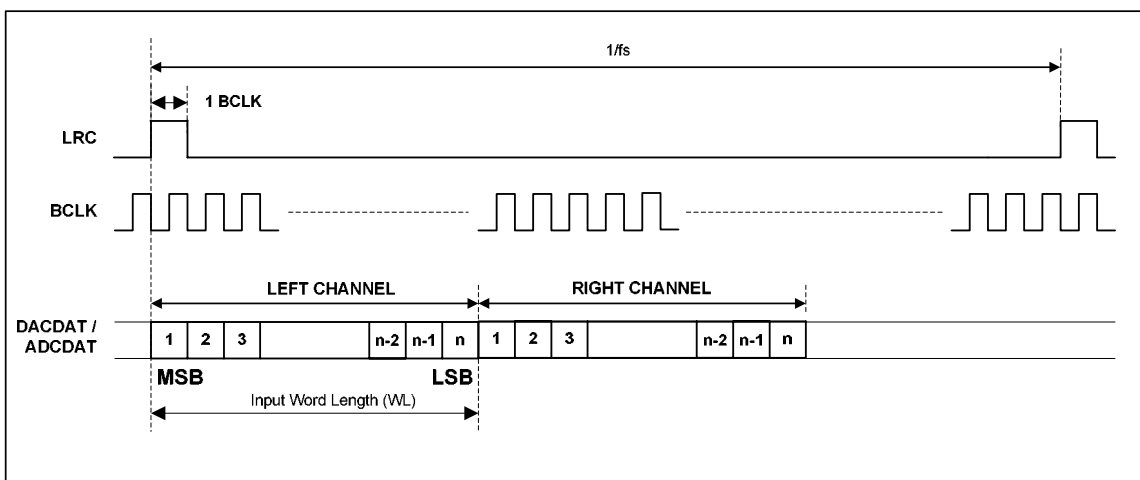 1/fs
1 BCLK
LRC
BCLK
LEFT CHANNEL RIGHT CHANNEL
DACDAT /
ADCDAT
1 2 3 n-2 n-1 n 1 2 3 n-2 n-1 n
MSB LSB
Input Word Length (WL)